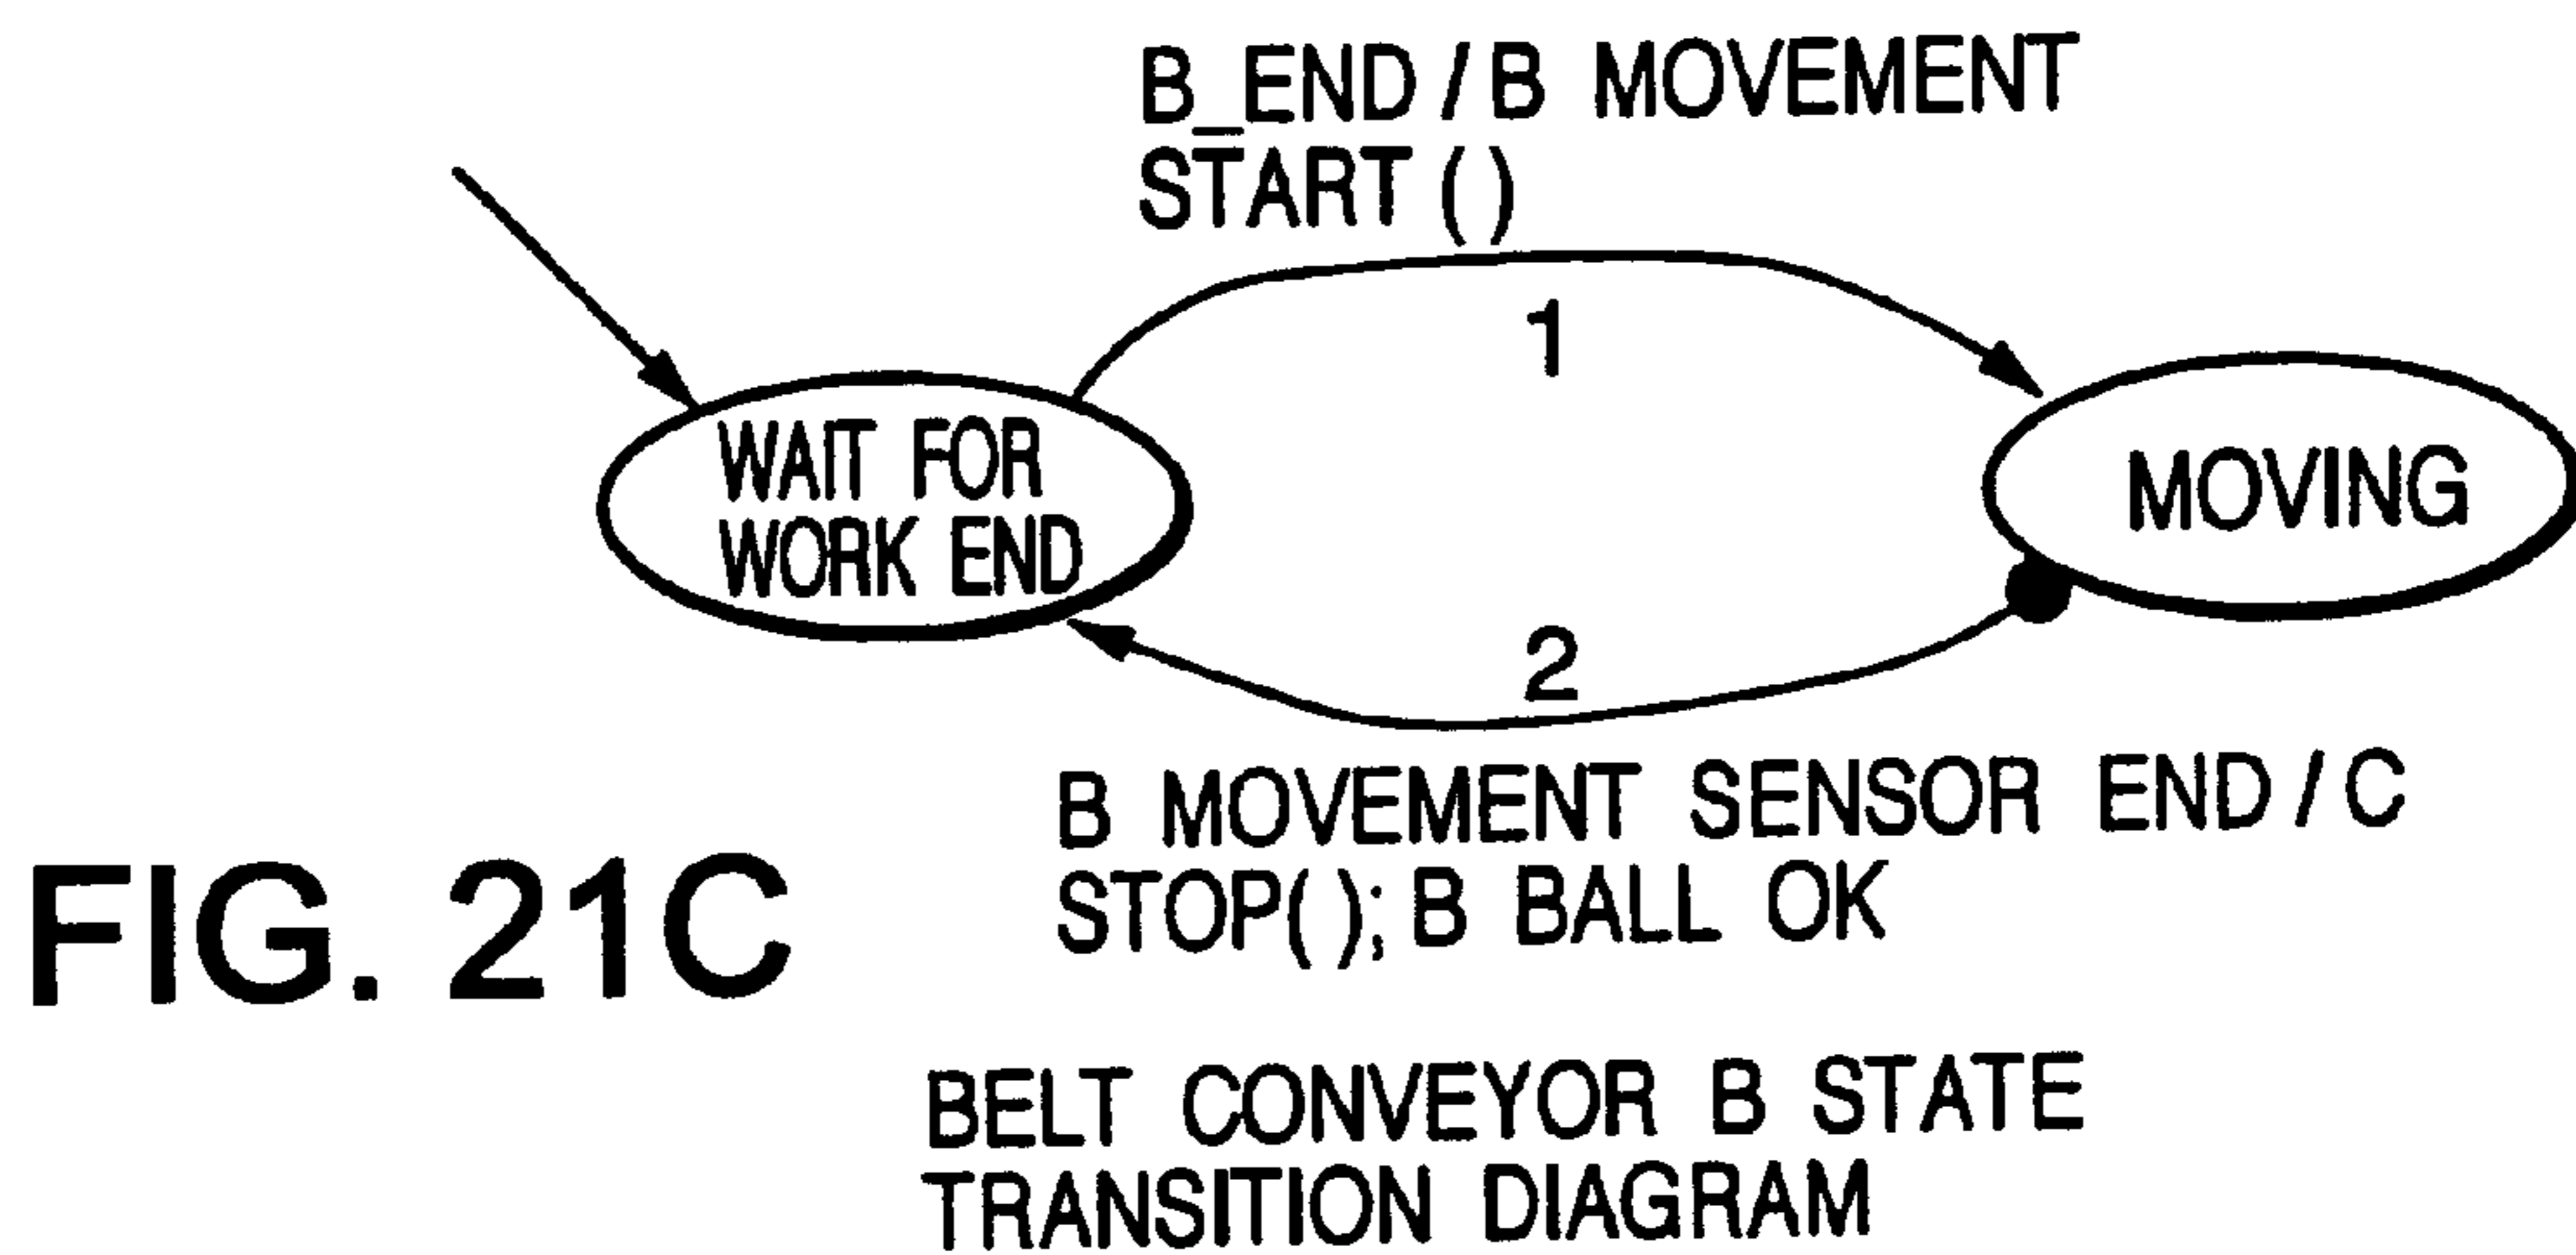 B_END / B MOVEMENT
START ( )
1
WAIT FOR
WORK END
MOVING
2
B MOVEMENT SENSOR END / C
STOP( ); B BALL OK
FIG. 21C
BELT CONVEYOR B STATE
TRANSITION DIAGRAM